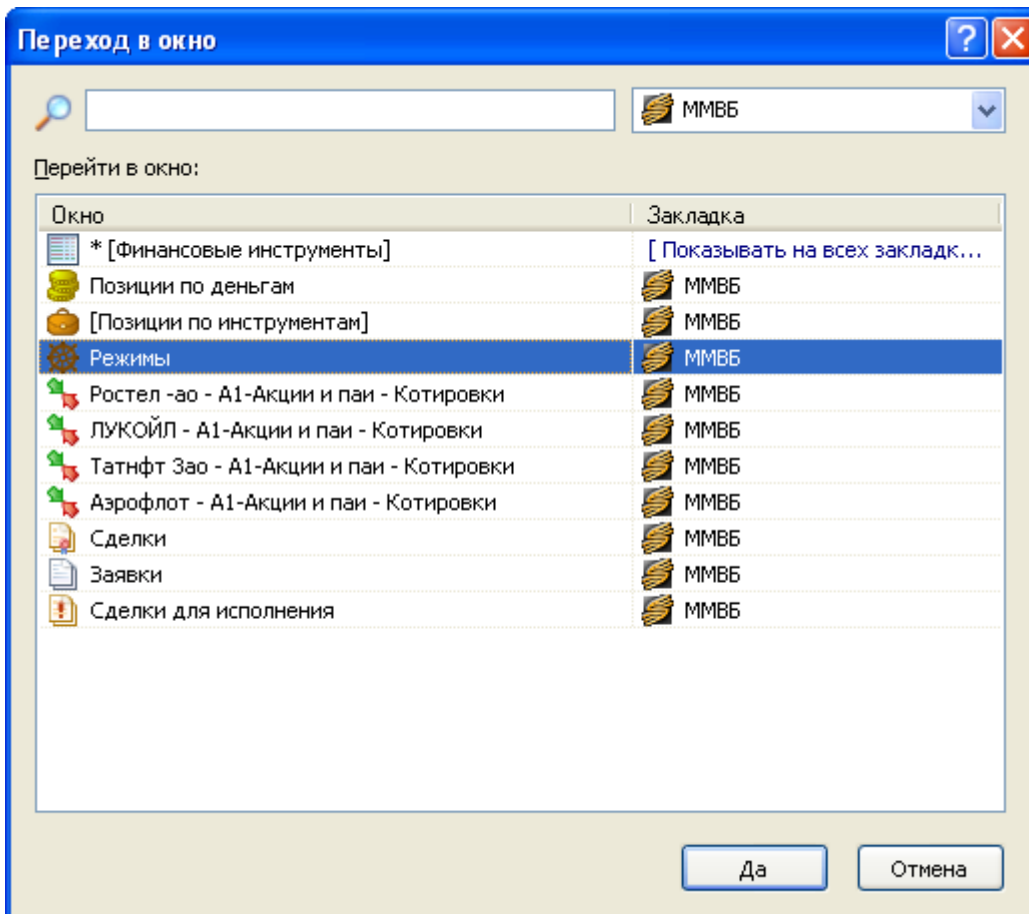 Переход в окно
ММВБ
Перейти в окно:
Окно Закладка
* [Финансовые инструменты] [ Показывать на всех закладк...
Позиции по деньгам ММВБ
[Позиции по инструментам] ММВБ
Режимы ММВБ
Ростел -ао - А1-Акции и паи - Котировки ММВБ
ЛУКОЙЛ - А1-Акции и паи - Котировки ММВБ
Татнфт 3ао - А1-Акции и паи - Котировки ММВБ
Аэрофлот - А1-Акции и паи - Котировки ММВБ
Сделки ММВБ
Заявки ММВБ
Сделки для исполнения ММВБ
Да Отмена